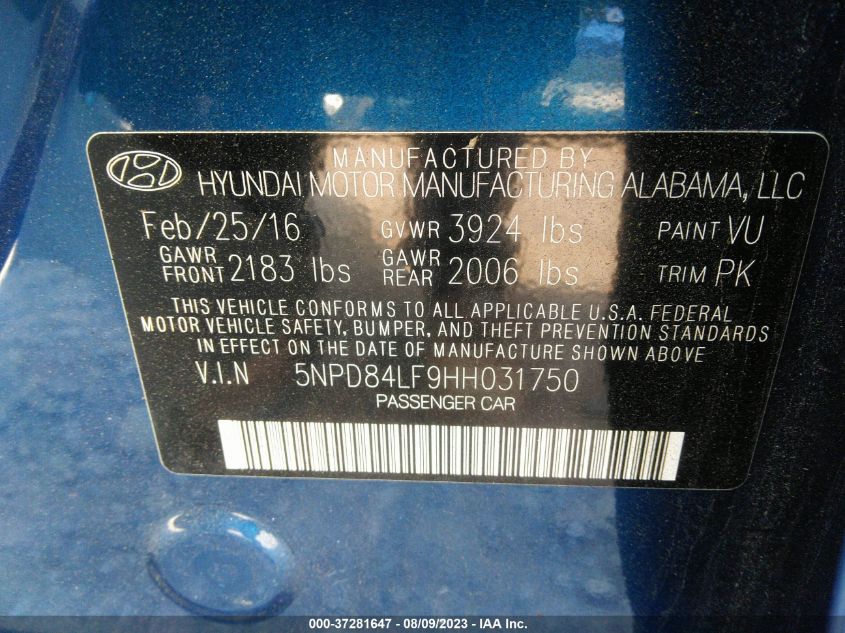 MANUFACTURED BY
HYUNDAI MOTOR MANUFACTURING ALABAMA, LLC
Feb/25/16 GVWR 3924 lbs PAINT VU
GAWR FRONT 2183 lbs GAWR REAR 2006 lbs TRIM PK
THIS VEHICLE CONFORMS TO ALL APPLICABLE U.S.A. FEDERAL
MOTOR VEHICLE SAFETY, BUMPER, AND THEFT PREVENTION STANDARDS
IN EFFECT ON THE DATE OF MANUFACTURE SHOWN ABOVE
V.I.N 5NPD84LF9HH031750
PASSENGER CAR
000-37281647 - 08/09/2023 - IAA Inc.